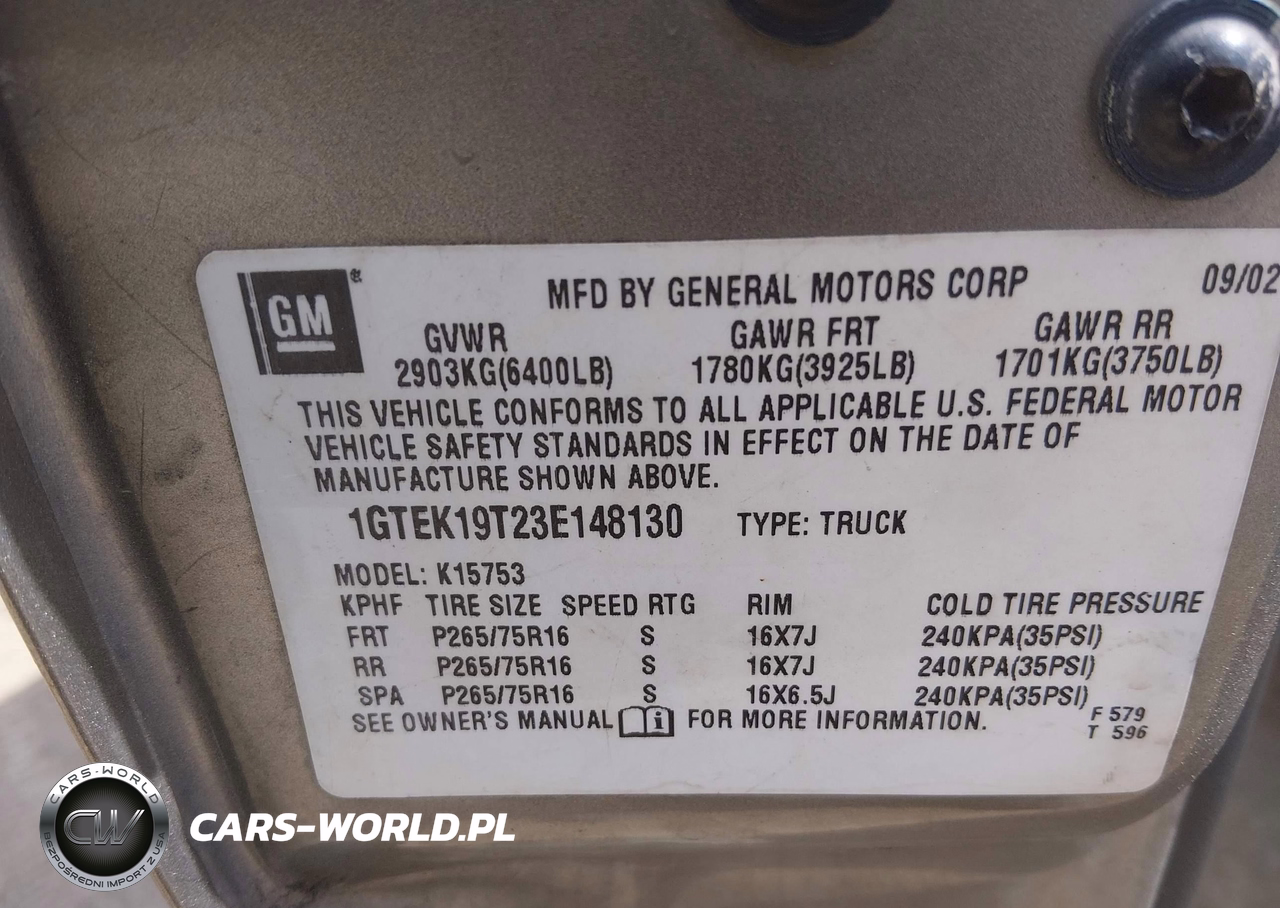 GM®
MFD BY GENERAL MOTORS CORP 09/02
GVWR GAWR FRT GAWR RR
2903KG(6400LB) 1780KG(3925LB) 1701KG(3750LB)
THIS VEHICLE CONFORMS TO ALL APPLICABLE U.S. FEDERAL MOTOR
VEHICLE SAFETY STANDARDS IN EFFECT ON THE DATE OF
MANUFACTURE SHOWN ABOVE.
1GTEK19T23E148130 TYPE: TRUCK
MODEL: K15753
KPHF TIRE SIZE SPEED RTG RIM COLD TIRE PRESSURE
FRT P265/75R16 S 16X7J 240KPA(35PSI)
RR P265/75R16 S 16X7J 240KPA(35PSI)
SPA P265/75R16 S 16X6.5J 240KPA(35PSI)
SEE OWNER'S MANUAL i FOR MORE INFORMATION.
F 579
T 596
CARS-WORLD
CW
BEZPOŚREDNI IMPORT Z USA
CARS-WORLD.PL